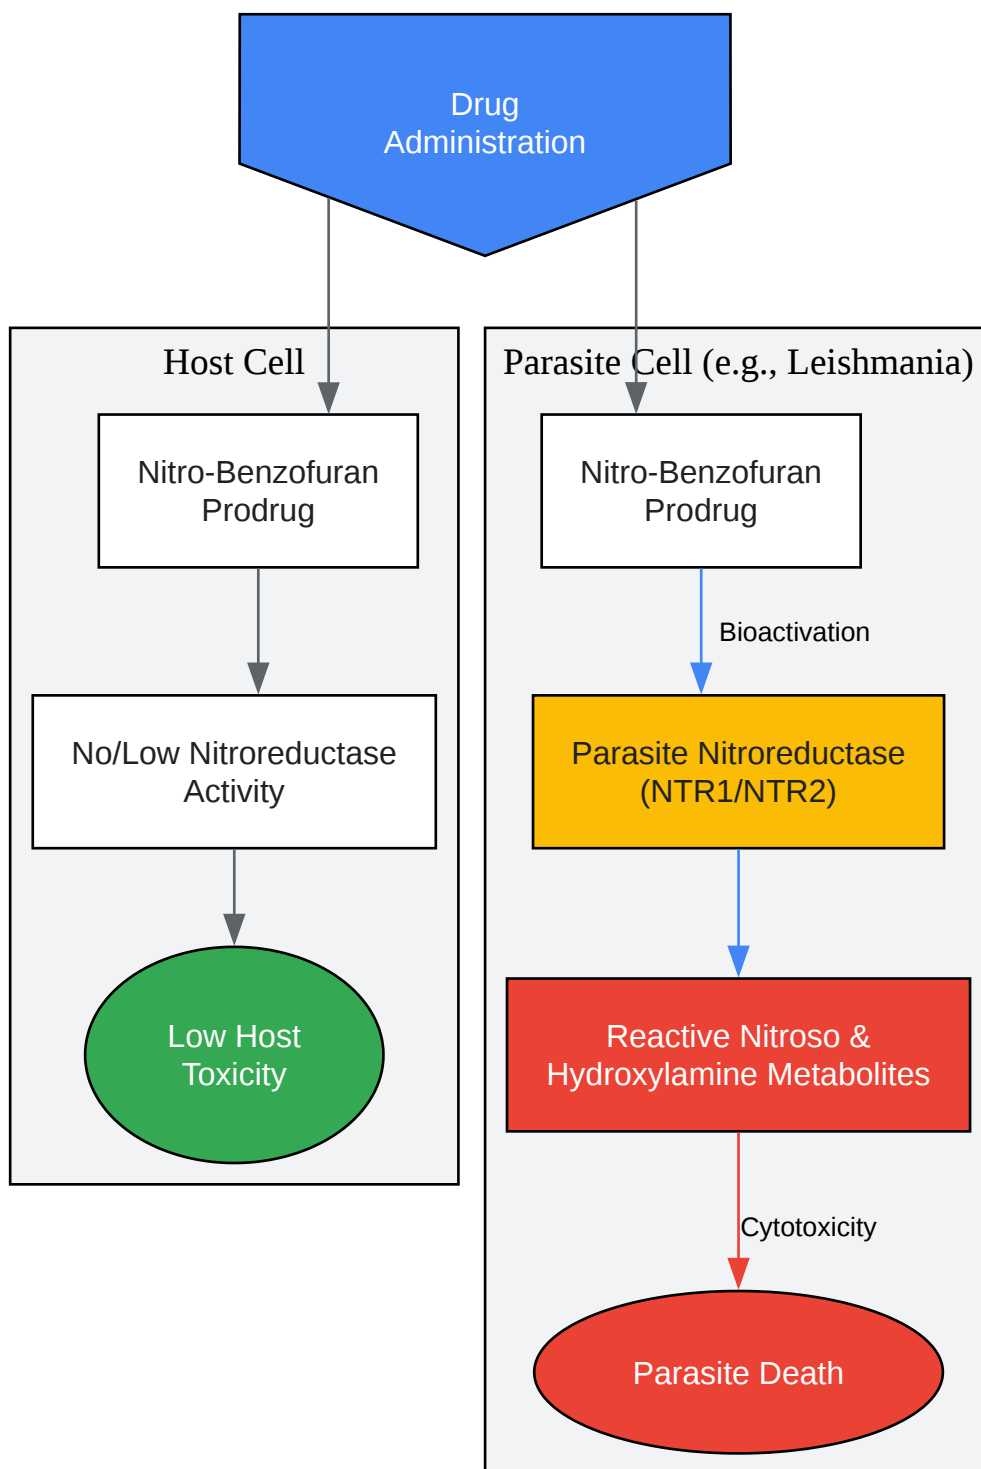 Drug
Administration
Host Cell
Nitro-Benzofuran
Prodrug
No/Low Nitroreductase
Activity
Low Host
Toxicity
Parasite Cell (e.g., Leishmania)
Nitro-Benzofuran
Prodrug
Bioactivation
Parasite Nitroreductase
(NTR1/NTR2)
Reactive Nitroso &
Hydroxylamine Metabolites
Cytotoxicity
Parasite Death